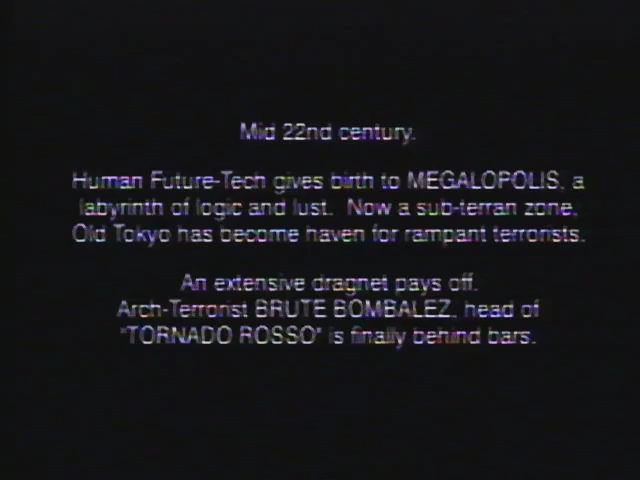 Mid 22nd century.
Human Future-Tech gives birth to MEGALOPOLIS, a
labyrinth of logic and lust. Now a sub-terran zone,
Old Tokyo has become haven for rampant terrorists.
An extensive dragnet pays off.
Arch-Terrorist BRUTE BOMBALEZ, head of
"TORNADO ROSSO" is finally behind bars.